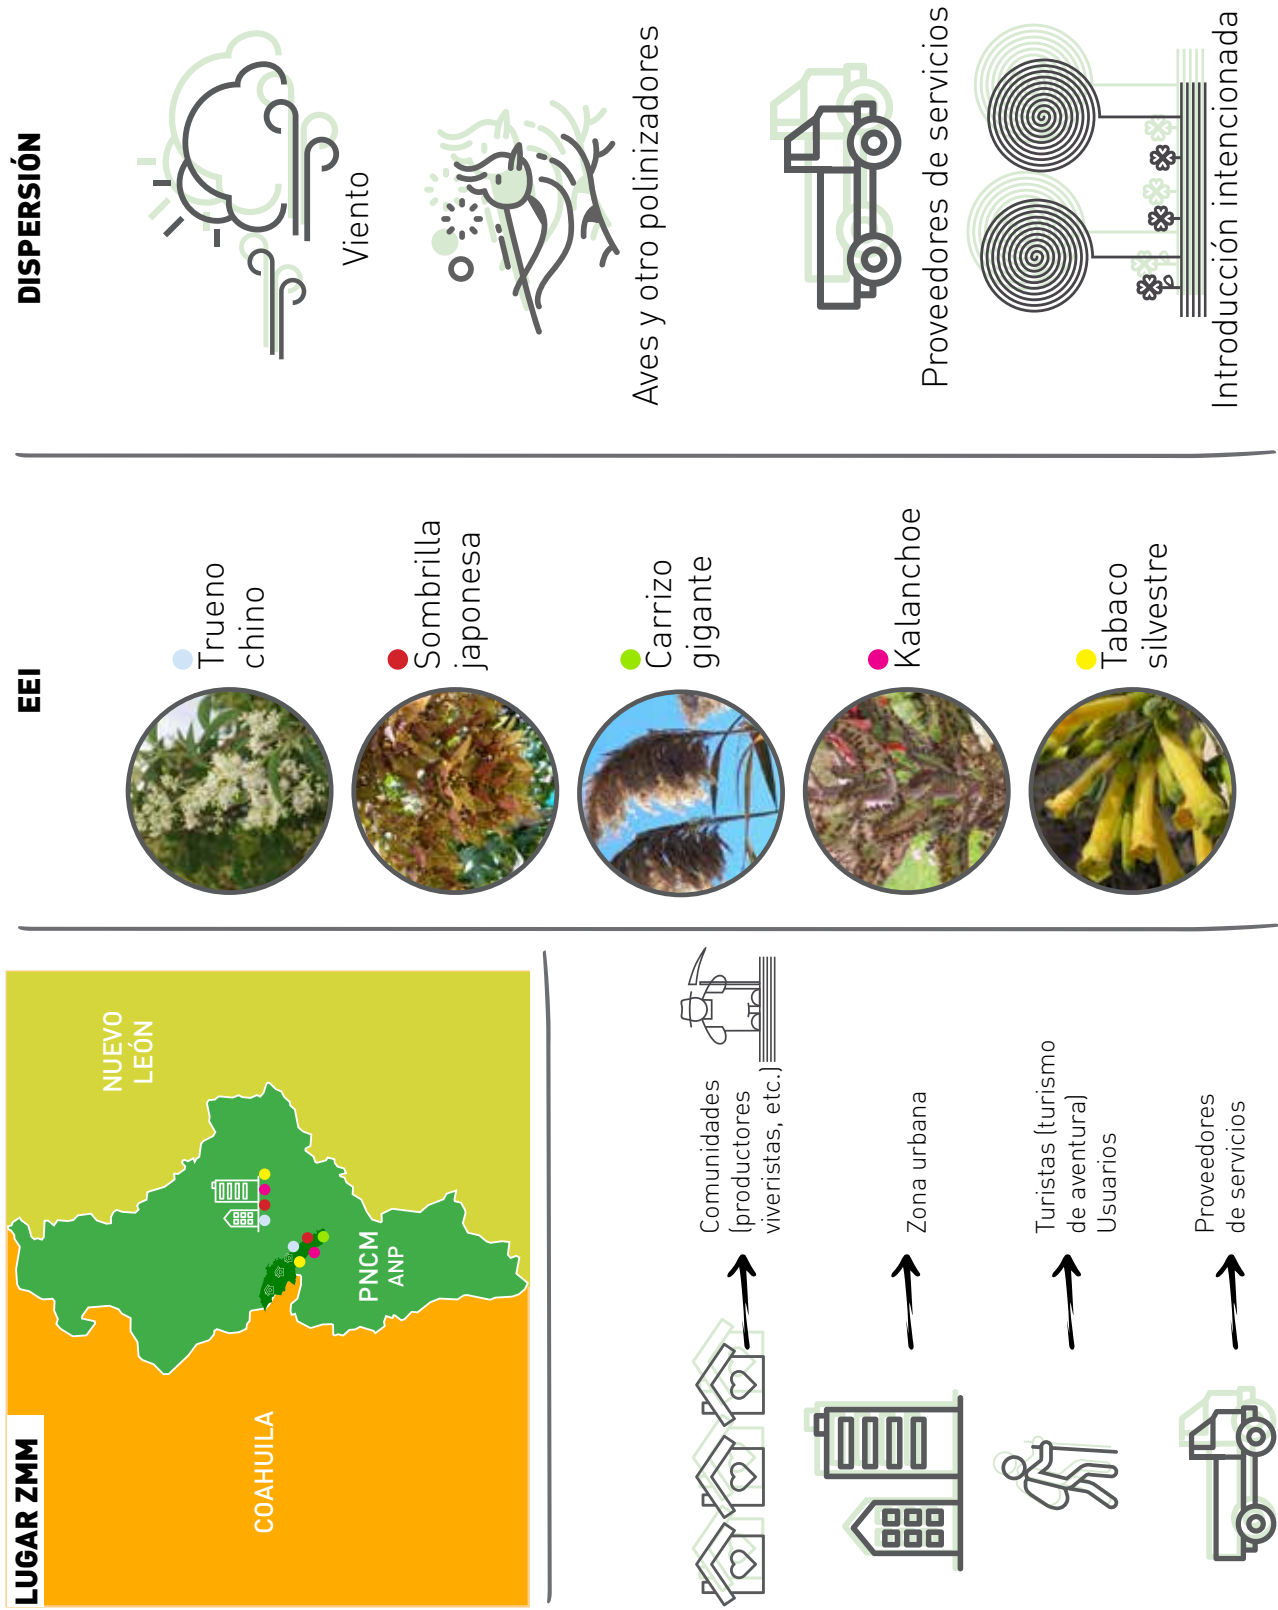 LUGAR ZMM
COAHUILA
NUEVO
LEÓN
PNCM
ANP
Comunidades
(productores
viveristas, etc.)
Zona urbana
Turistas (turismo
de aventura)
Usuarios
Proveedores
de servicios
EEI
Trueno
chino
Sombrilla
japonesa
Carrizo
gigante
Kalanchoe
Tabaco
silvestre
DISPERSIÓN
Viento
Aves y otro polinizadores
Proveedores de servicios
Introducción intencionada